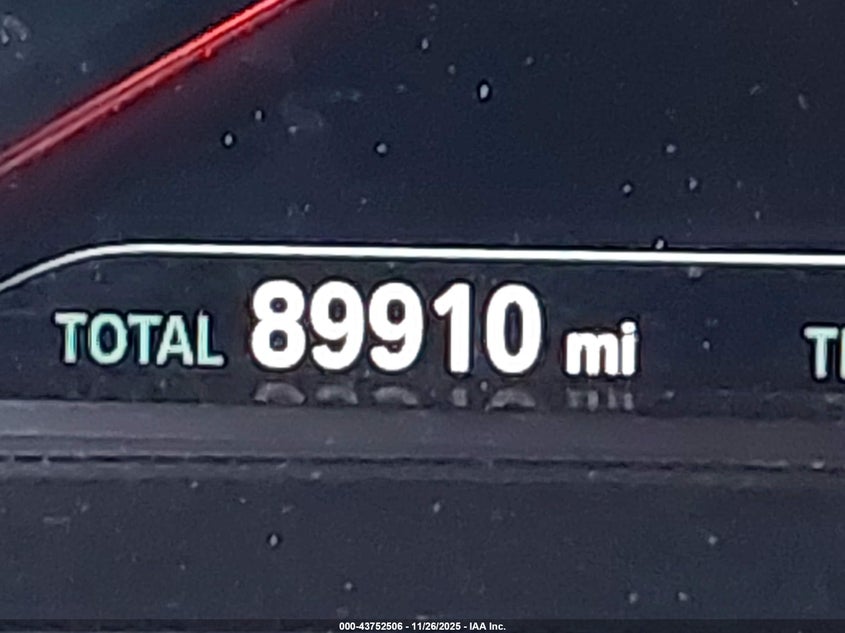 TOTAL 89910 mi
000-43752506 - 11/26/2025 - IAA Inc.